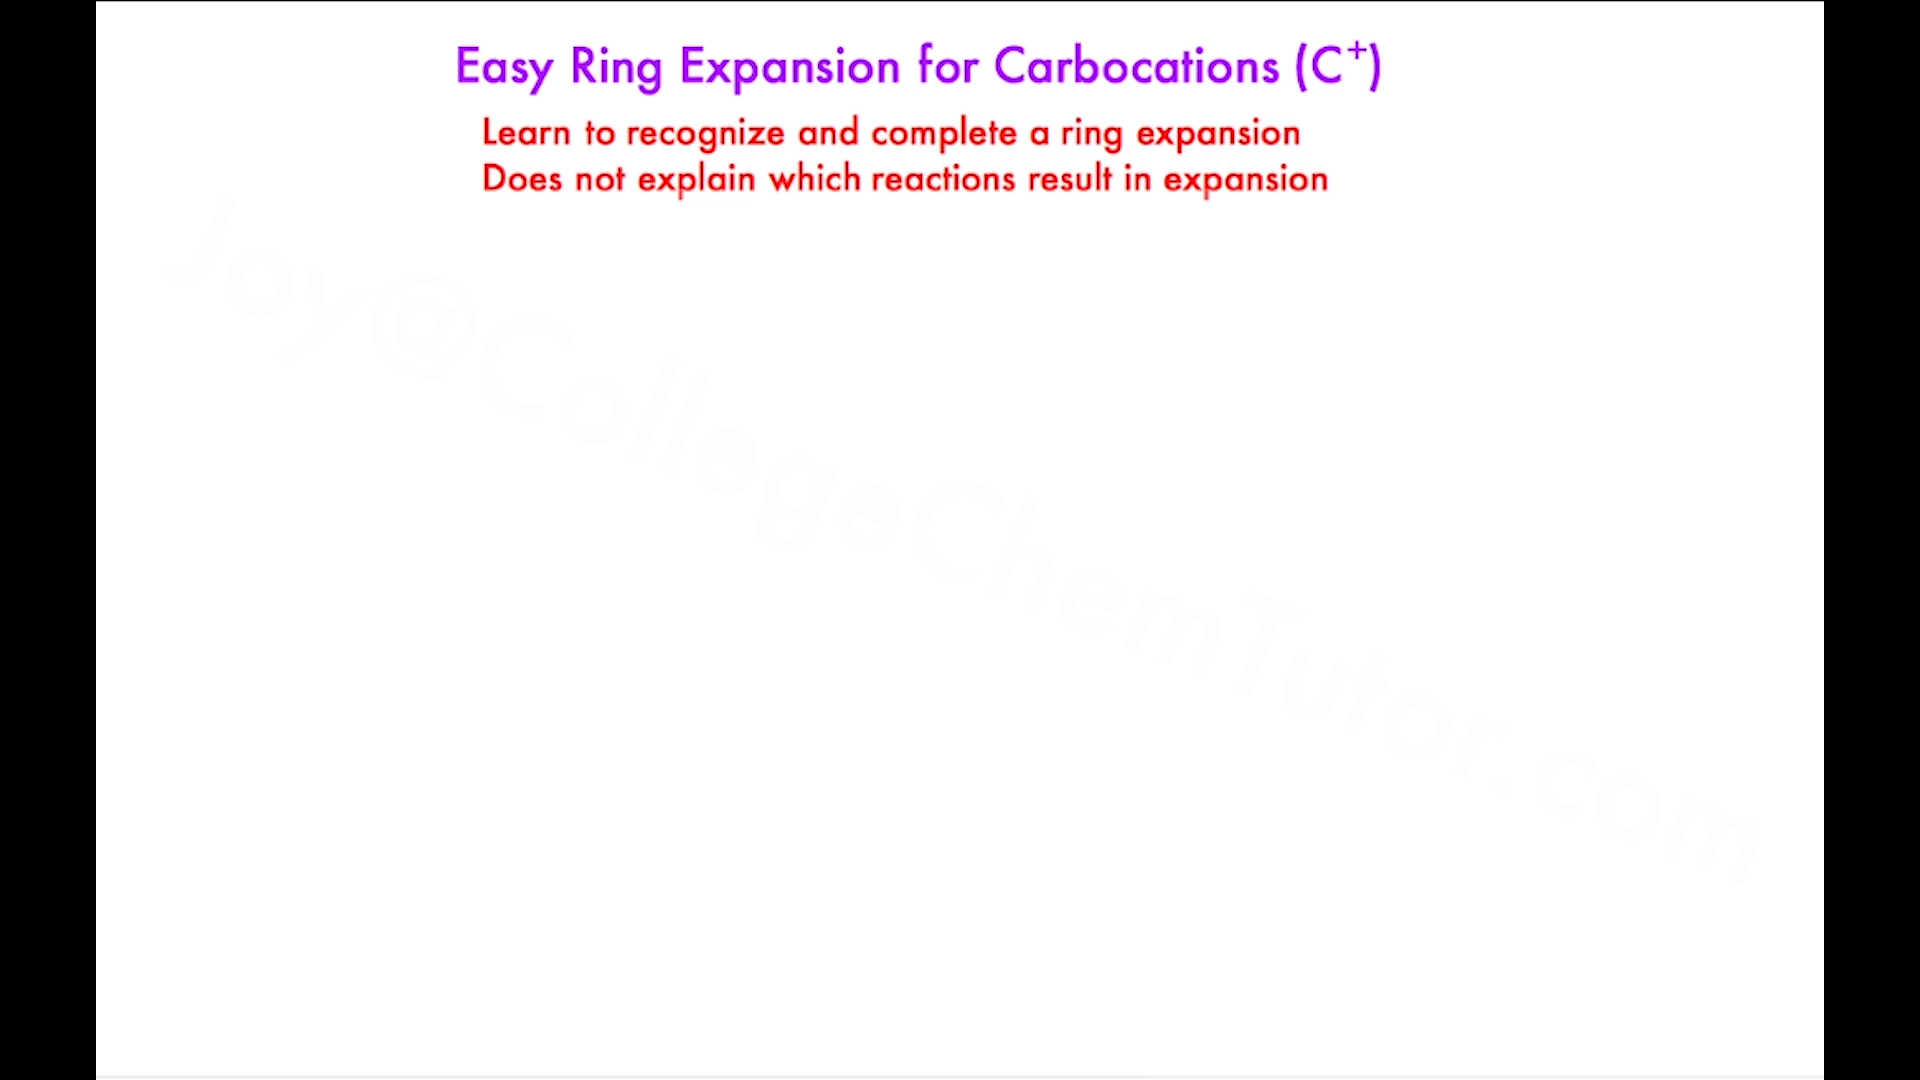 Easy Ring Expansion for Carbocations (C⁺)
Learn to recognize and complete a ring expansion
Does not explain which reactions result in expansion
Joy@CollegeChemTutor.com